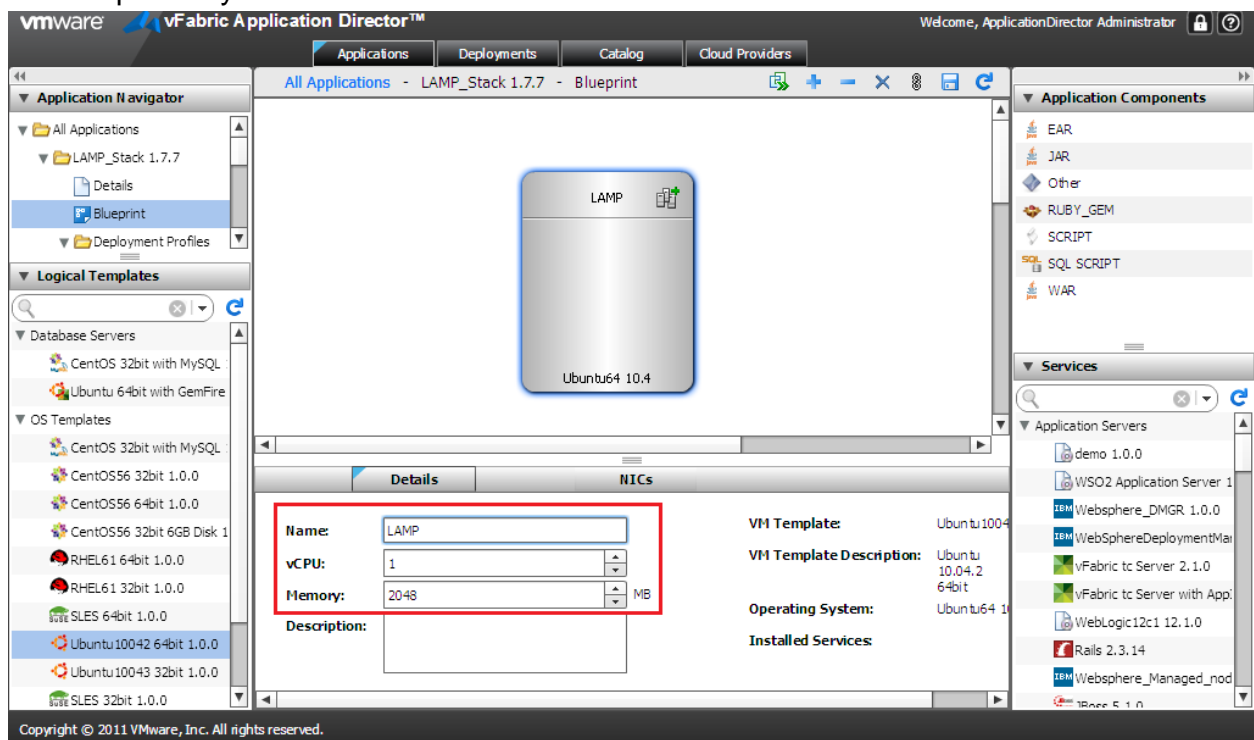 vmware vFabric Application Director™
Welcome, ApplicationDirector Administrator
Applications Deployments Catalog Cloud Providers
All Applications - LAMP_Stack 1.7.7 - Blueprint
Application Navigator
All Applications
LAMP_Stack 1.7.7
Details
Blueprint
Deployment Profiles
Logical Templates
Database Servers
CentOS 32bit with MySQL
Ubuntu 64bit with GemFire
OS Templates
CentOS 32bit with MySQL
CentOS56 32bit 1.0.0
CentOS56 64bit 1.0.0
CentOS56 32bit 6GB Disk 1
RHEL61 64bit 1.0.0
RHEL61 32bit 1.0.0
SLES 64bit 1.0.0
Ubuntu10042 64bit 1.0.0
Ubuntu10043 32bit 1.0.0
SLES 32bit 1.0.0
LAMP
Ubuntu64 10.4
Details NICs
Name: LAMP
vCPU: 1
Memory: 2048 MB
Description:
VM Template: Ubuntu1004
VM Template Description: Ubuntu
10.04.2
64bit
Operating System: Ubuntu64 10
Installed Services:
Application Components
EAR
JAR
Other
RUBY_GEM
SCRIPT
SQL SCRIPT
WAR
Services
Application Servers
demo 1.0.0
WSO2 Application Server 1
Websphere_DMGR 1.0.0
WebSphereDeploymentMa
vFabric tc Server 2.1.0
vFabric tc Server with App
WebLogic12c1 12.1.0
Rails 2.3.14
Websphere_Managed_nod
JBoss 5.1.0
Copyright © 2011 VMware, Inc. All rights reserved.